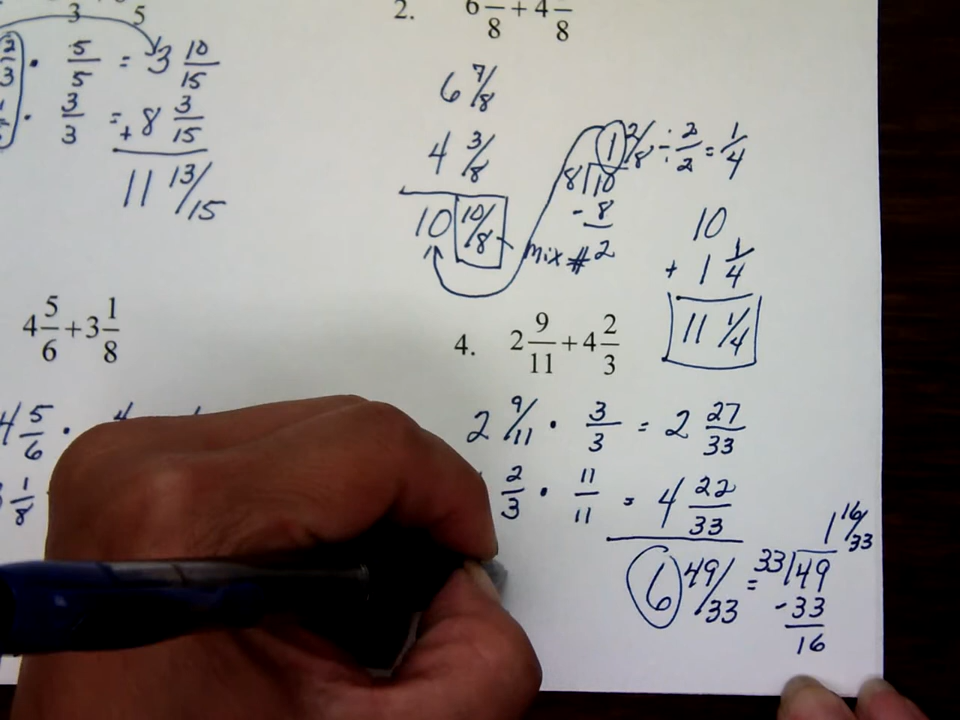 3 5
2/3 · 5/5 = 3 10/15
· 3/3 = + 8 3/15
11 13/15
2. 6 /8 + 4 /8
6 7/8
4 3/8
10 10/8 mix #
1 2/8 ÷ 2/2 = 1/4
8 10
- 8
2
10
+ 1 1/4
11 1/4
4 5/6 + 3 1/8
4 5/6 ·
1/8
4. 2 9/11 + 4 2/3
2 9/11 · 3/3 = 2 27/33
2/3 · 11/11 = 4 22/33
6 49/33 =
1 16/33
33 49
- 33
16